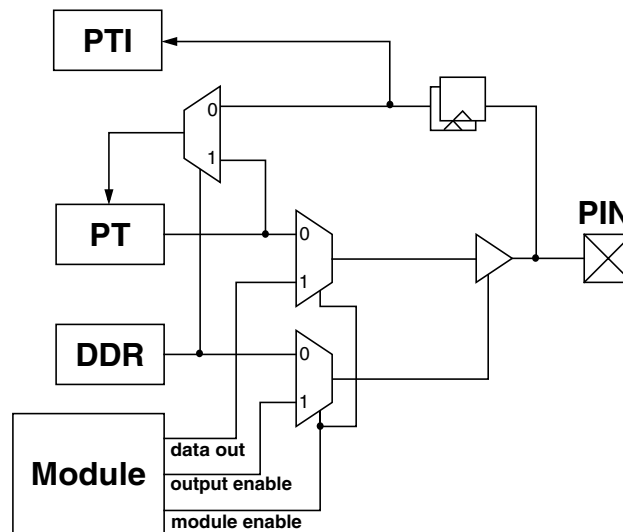 PTI
0
1
PT
PIN
0
1
DDR
0
1
Module
data out
output enable
module enable